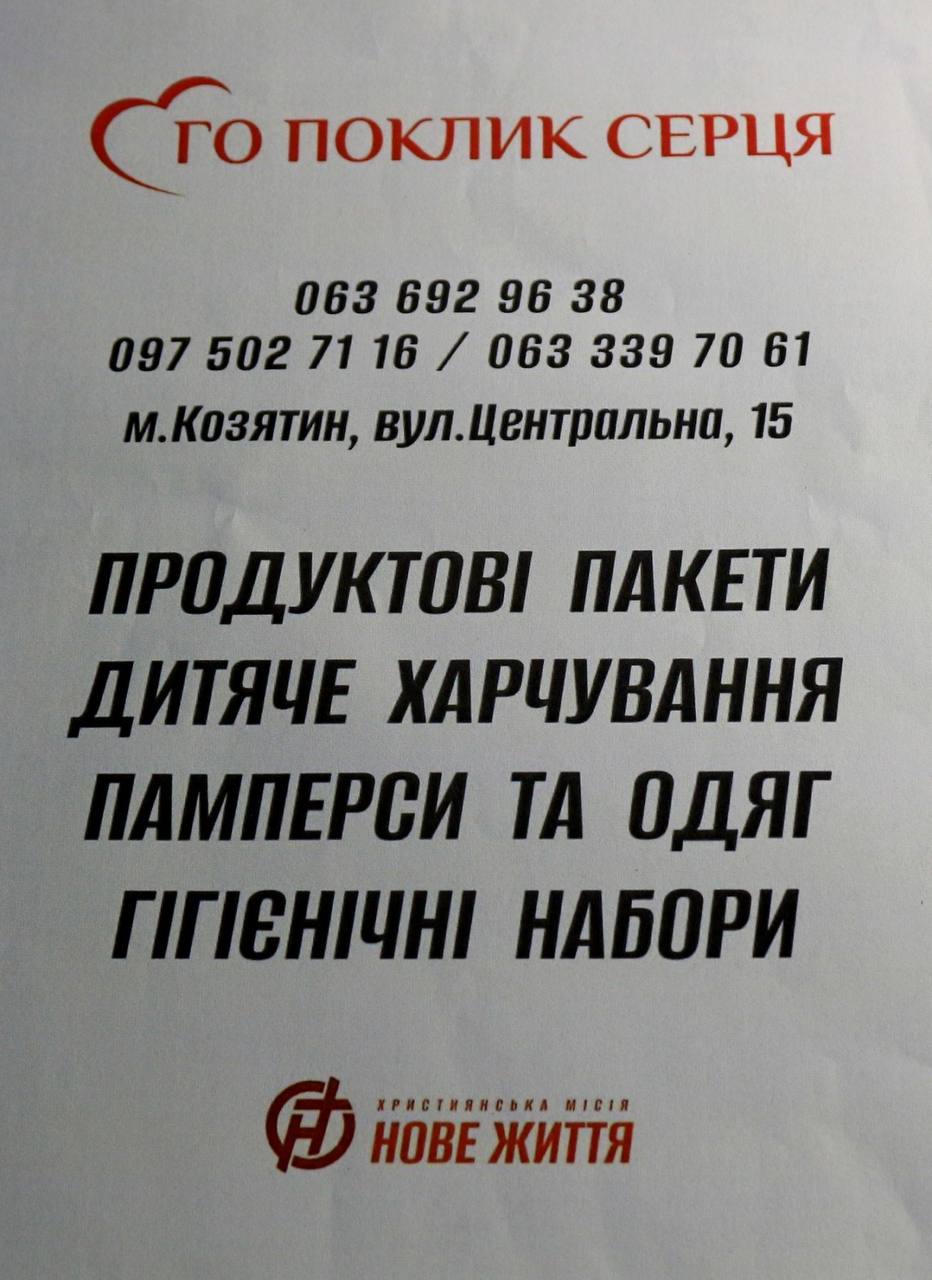 ГО ПОКЛИК СЕРЦЯ
063 692 96 38
097 502 71 16 / 063 339 70 61
м.Козятин, вул.Центральна, 15
ПРОДУКТОВІ ПАКЕТИ
ДИТЯЧЕ ХАРЧУВАННЯ
ПАМПЕРСИ ТА ОДЯГ
ГІГІЄНІЧНІ НАБОРИ
ХРИСТИЯНСЬКА МІСІЯ
НОВЕ ЖИТТЯ